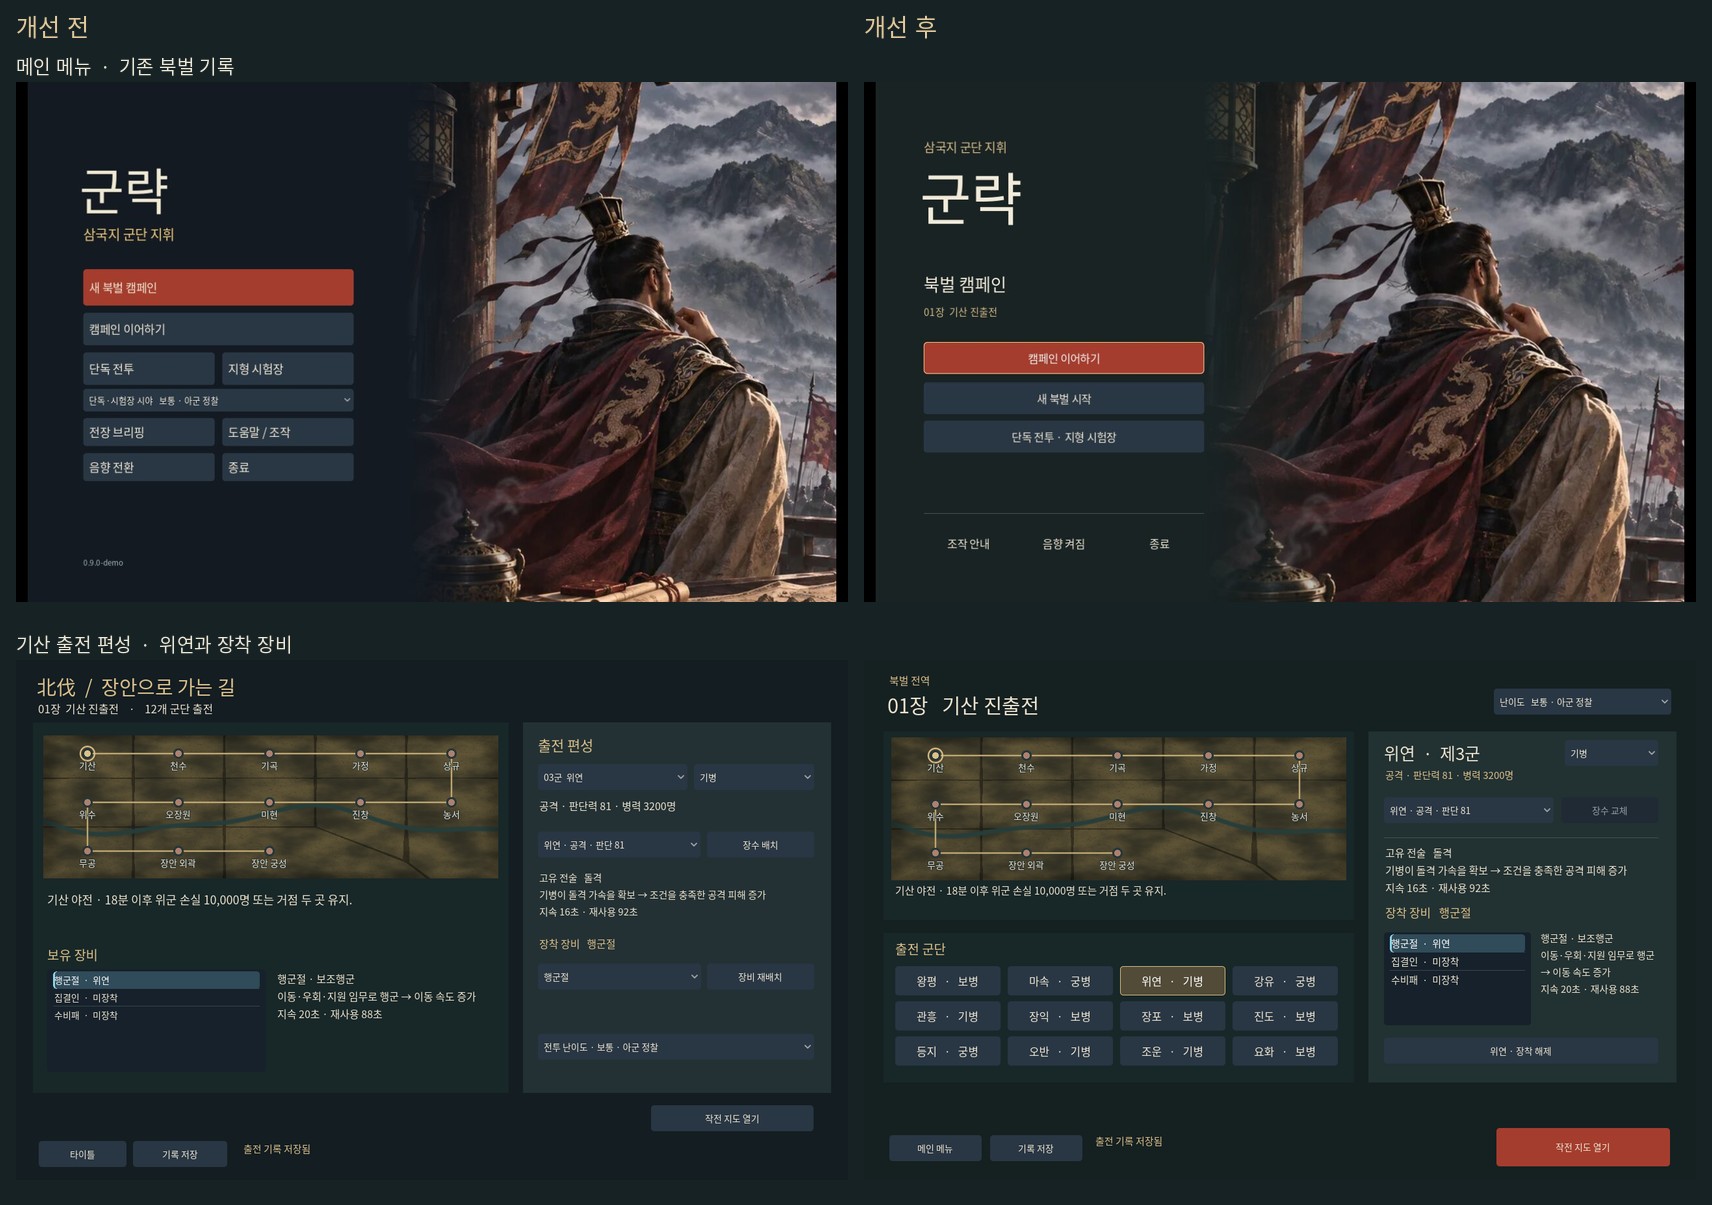 개선 전
개선 후
메인 메뉴 · 기존 북벌 기록
군략
삼국지 군단 지휘
새 북벌 캠페인
캠페인 이어하기
단독 전투
지형 시험장
단독·시험장 시야 보통 · 아군 정찰
전장 브리핑
도움말 / 조작
음향 전환
종료
0.9.0-demo
삼국지 군단 지휘
군략
북벌 캠페인
01장 기산 진출전
캠페인 이어하기
새 북벌 시작
단독 전투 · 지형 시험장
조작 안내
음향 켜짐
종료
기산 출전 편성 · 위연과 장착 장비
北伐 / 장안으로 가는 길
01장 기산 진출전 · 12개 군단 출전
기산
천수
기곡
가정
상규
위수
오장원
미현
진창
농서
무공
장안 외곽
장안 궁성
기산 야전 · 18분 이후 위군 손실 10,000명 또는 거점 두 곳 유지.
보유 장비
행군절 · 위연
집결인 · 미장착
수비패 · 미장착
행군절 · 보조행군
이동·우회·지원 임무로 행군 → 이동 속도 증가
지속 20초 · 재사용 88초
출전 편성
03군 위연
기병
공격 · 판단력 81 · 병력 3200명
위연 · 공격 · 판단 81
장수 배치
고유 전술 돌격
기병이 돌격 가속을 확보 → 조건을 충족한 공격 피해 증가
지속 16초 · 재사용 92초
장착 장비 행군절
행군절
장비 재배치
전투 난이도 · 보통 · 아군 정찰
작전 지도 열기
타이틀
기록 저장
출전 기록 저장됨
북벌 전역
01장 기산 진출전
난이도 보통 · 아군 정찰
기산
천수
기곡
가정
상규
위수
오장원
미현
진창
농서
무공
장안 외곽
장안 궁성
기산 야전 · 18분 이후 위군 손실 10,000명 또는 거점 두 곳 유지.
출전 군단
왕평 · 보병
마속 · 궁병
위연 · 기병
강유 · 궁병
관흥 · 기병
장익 · 보병
장포 · 보병
진도 · 보병
등지 · 궁병
오반 · 기병
조운 · 기병
요화 · 보병
위연 · 제3군
기병
공격 · 판단력 81 · 병력 3200명
위연 · 공격 · 판단 81
장수 교체
고유 전술 돌격
기병이 돌격 가속을 확보 → 조건을 충족한 공격 피해 증가
지속 16초 · 재사용 92초
장착 장비 행군절
행군절 · 위연
집결인 · 미장착
수비패 · 미장착
행군절 · 보조행군
이동·우회·지원 임무로 행군
→ 이동 속도 증가
지속 20초 · 재사용 88초
위연 · 장착 해제
메인 메뉴
기록 저장
출전 기록 저장됨
작전 지도 열기